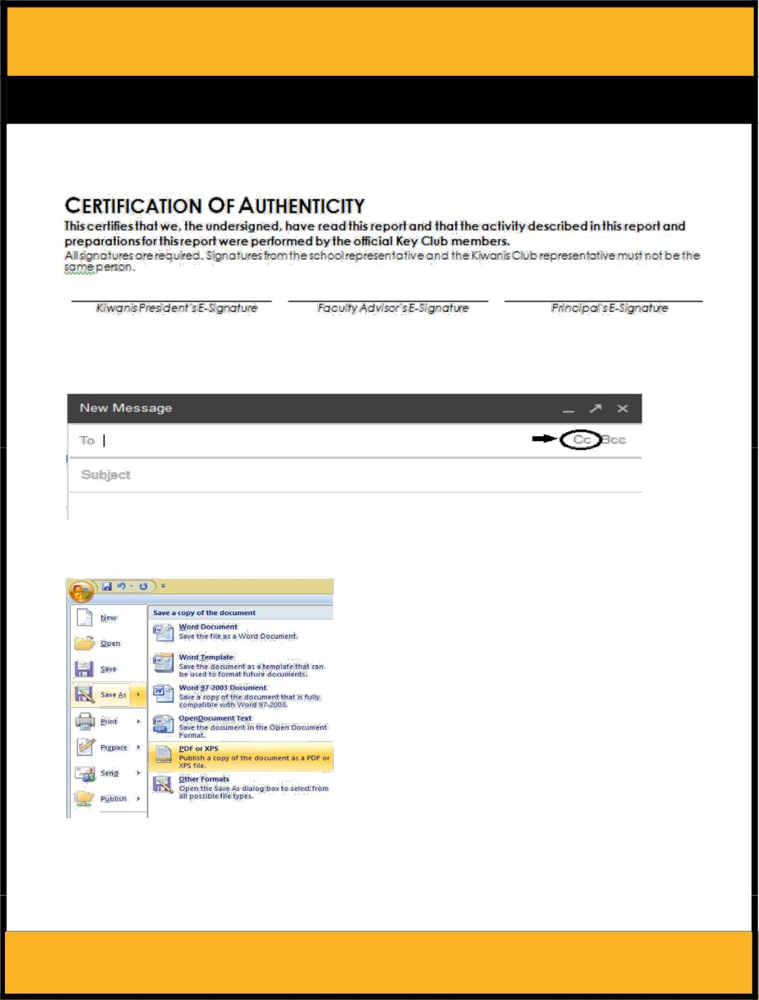 CERTIFICATION OF AUTHENTICITY
This certifies that we, the undersigned, have read this report and that the activity described in this report and
preparations for this report were performed by the official Key Club members.
All signatures are required. Signatures from the school representative and the Kiwanis Club representative must not be the
same person.
Kiwanis President's E-Signature Faculty Advisor's E-Signature Principal's E-Signature
New Message
To Cc Bcc
Subject
New
Open
Save
Save As
Print
Prepare
Send
Publish
Save a copy of the document
Word Document
Save the file as a Word Document.
Word Template
Save the document as a template that can
be used to format future documents.
Word 97-2003 Document
Save a copy of the document that is fully
compatible with Word 97-2003.
OpenDocument Text
Save the document in the Open Document
Format.
PDF or XPS
Publish a copy of the document as a PDF or
XPS file.
Other Formats
Open the Save As dialog box to select from
all possible file types.